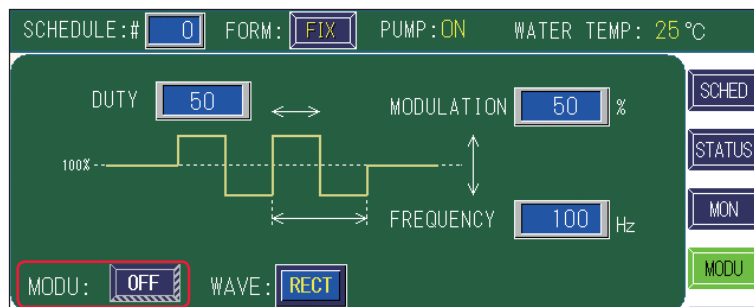 SCHEDULE:# 0 FORM: FIX PUMP:ON WATER TEMP: 25 °C
SCHED
DUTY 50 MODULATION 50 %
STATUS
100%
MON
FREQUENCY 100 Hz
MODU
MODU: OFF WAVE: RECT